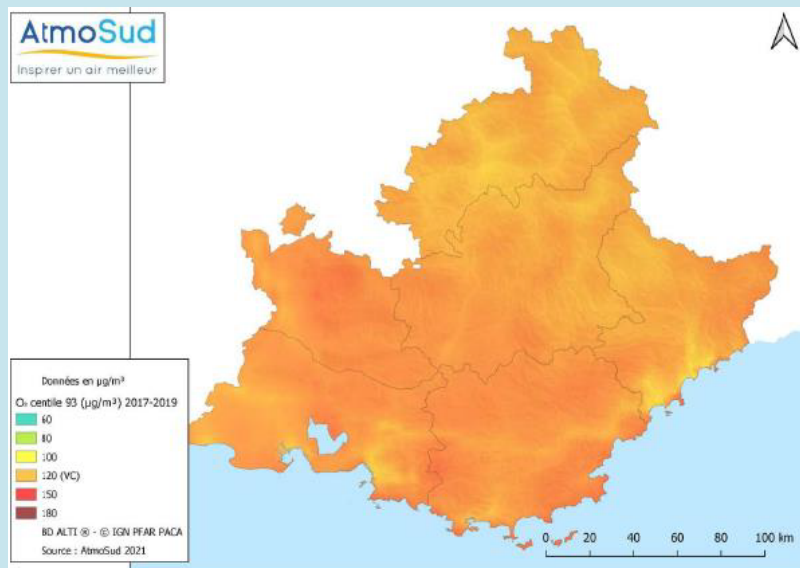 AtmoSud
Inspirer un air meilleur
Données en µg/m³
O₃ centile 93 (µg/m³) 2017-2019
60
80
100
120 (VC)
150
180
BD ALTI ® - © IGN PFAR PACA
Source : AtmoSud 2021
0 20 40 60 80 100 km